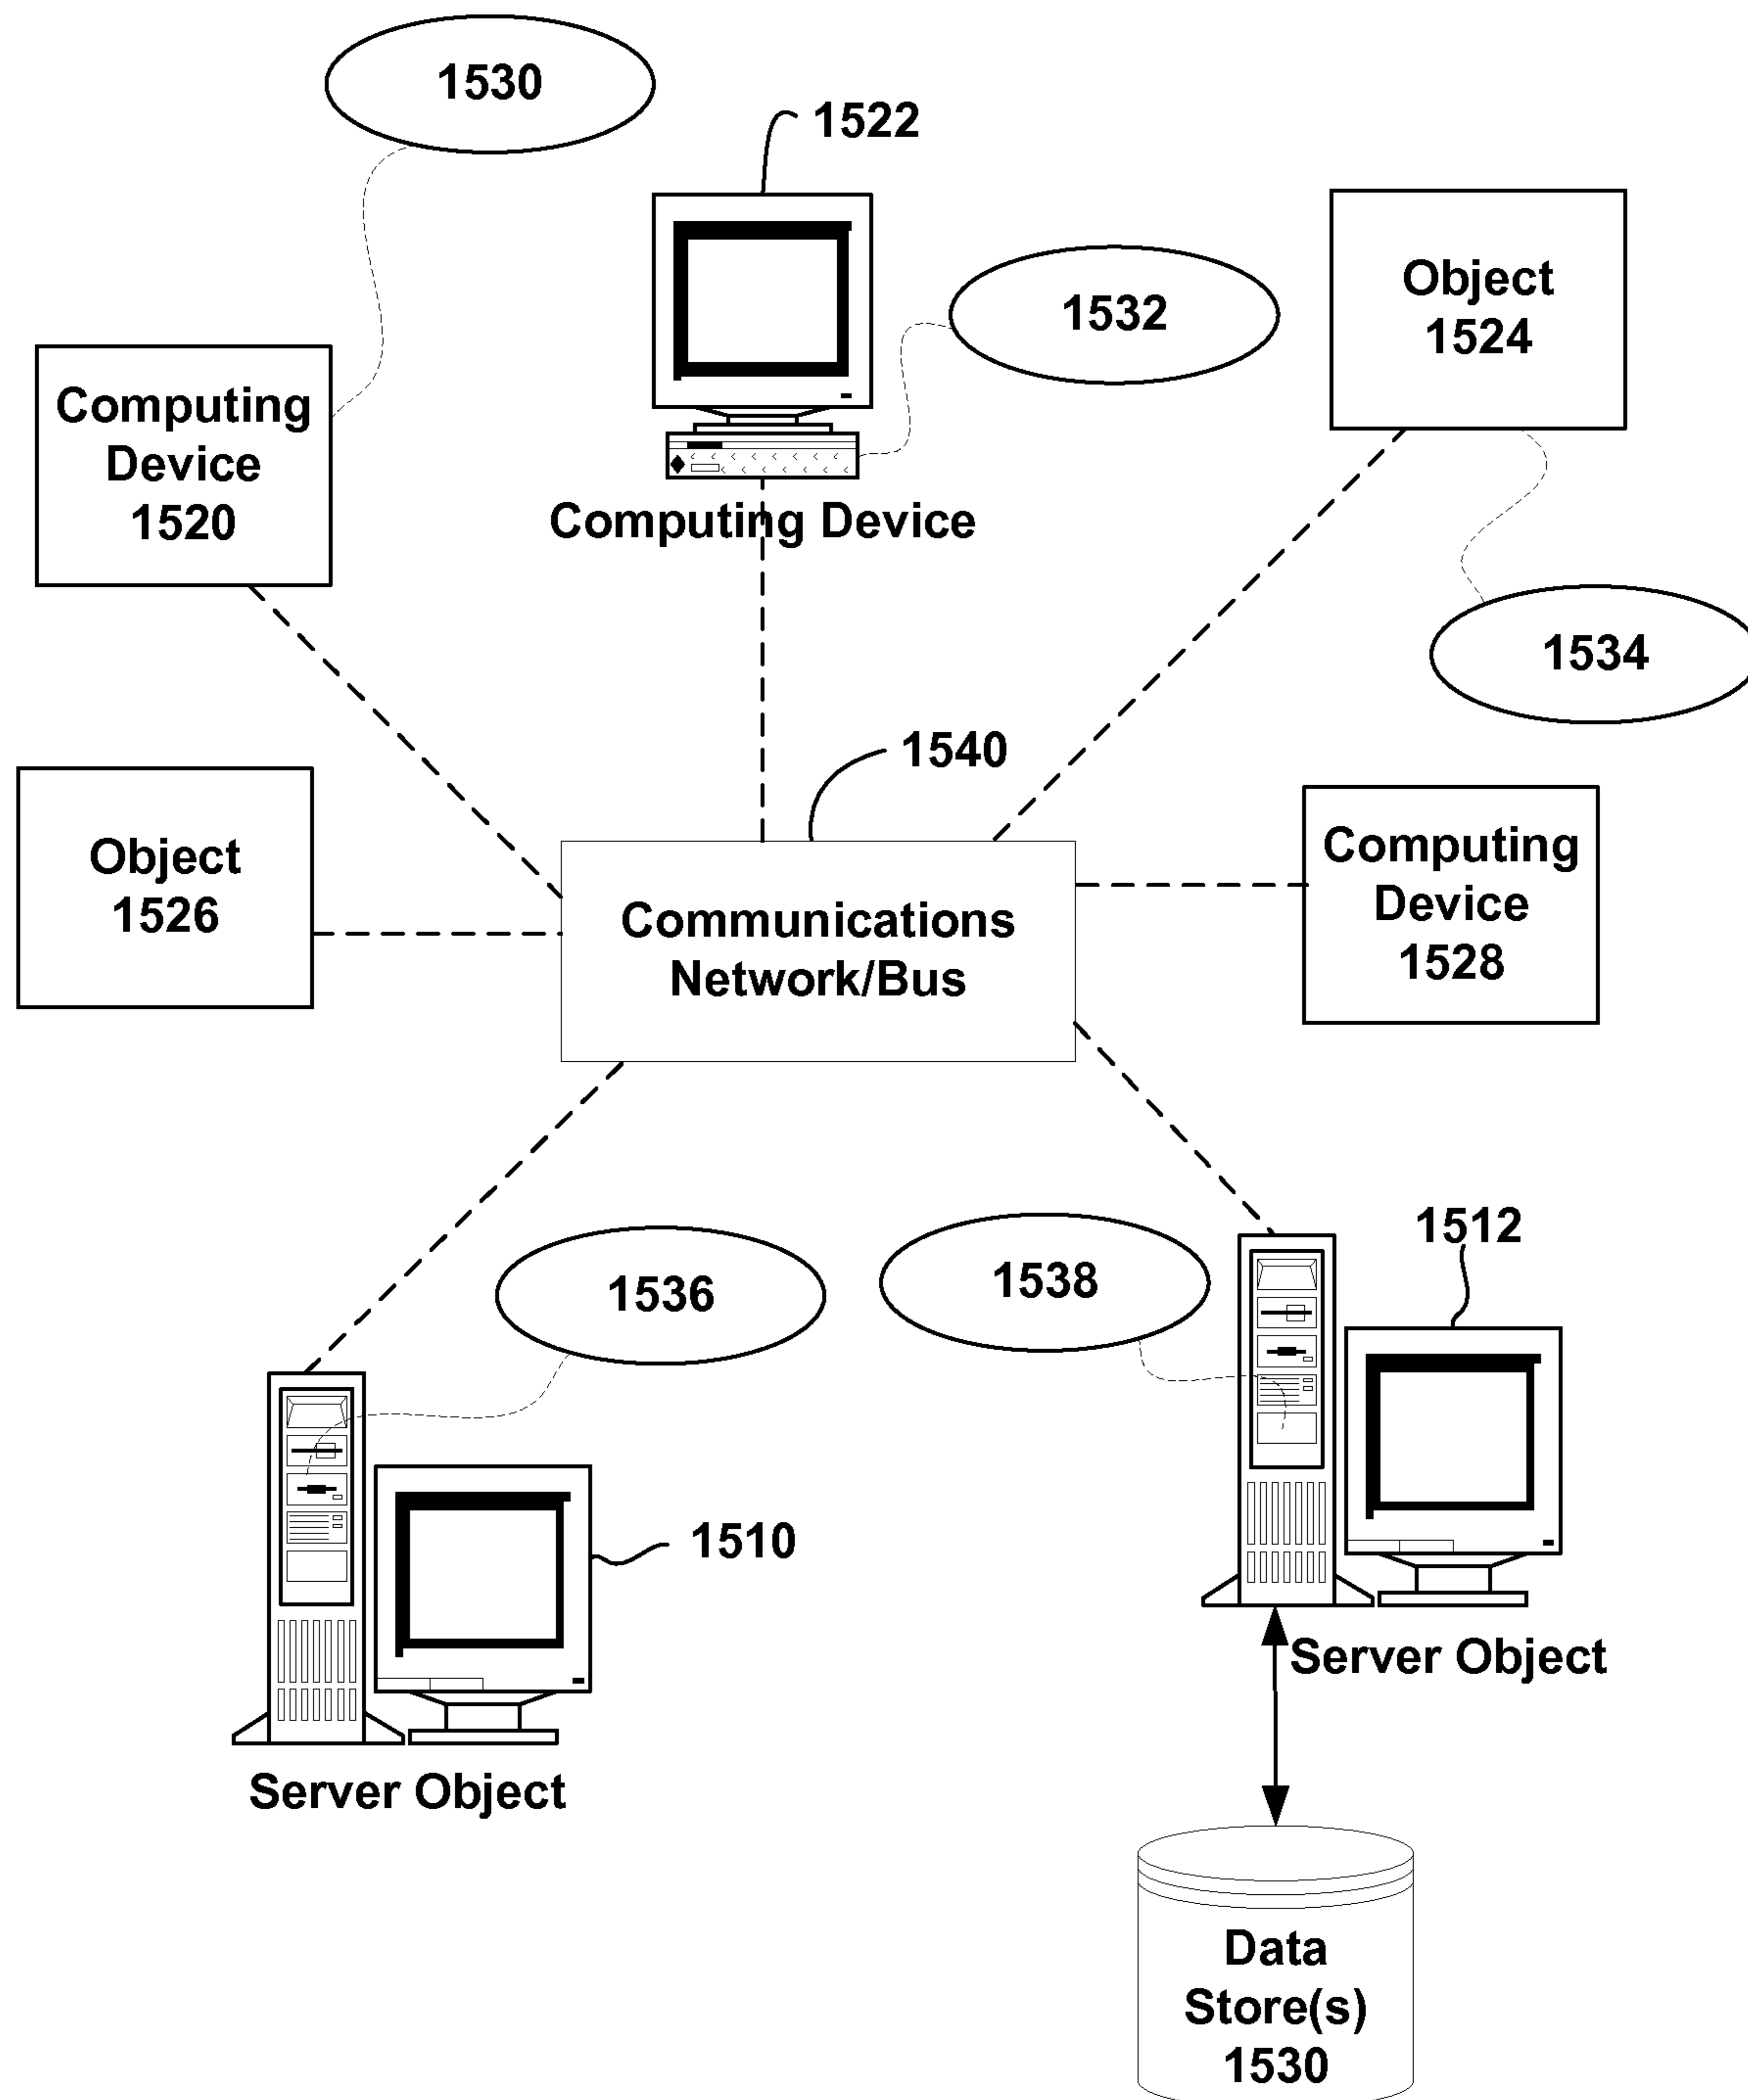 1530
1522
Object
1524
1532
Computing
Device
1520
Computing Device
1534
1540
Object
1526
Computing
Device
1528
Communications
Network/Bus
1512
1536
1538
1510
Server Object
Server Object
Data
Store(s)
1530